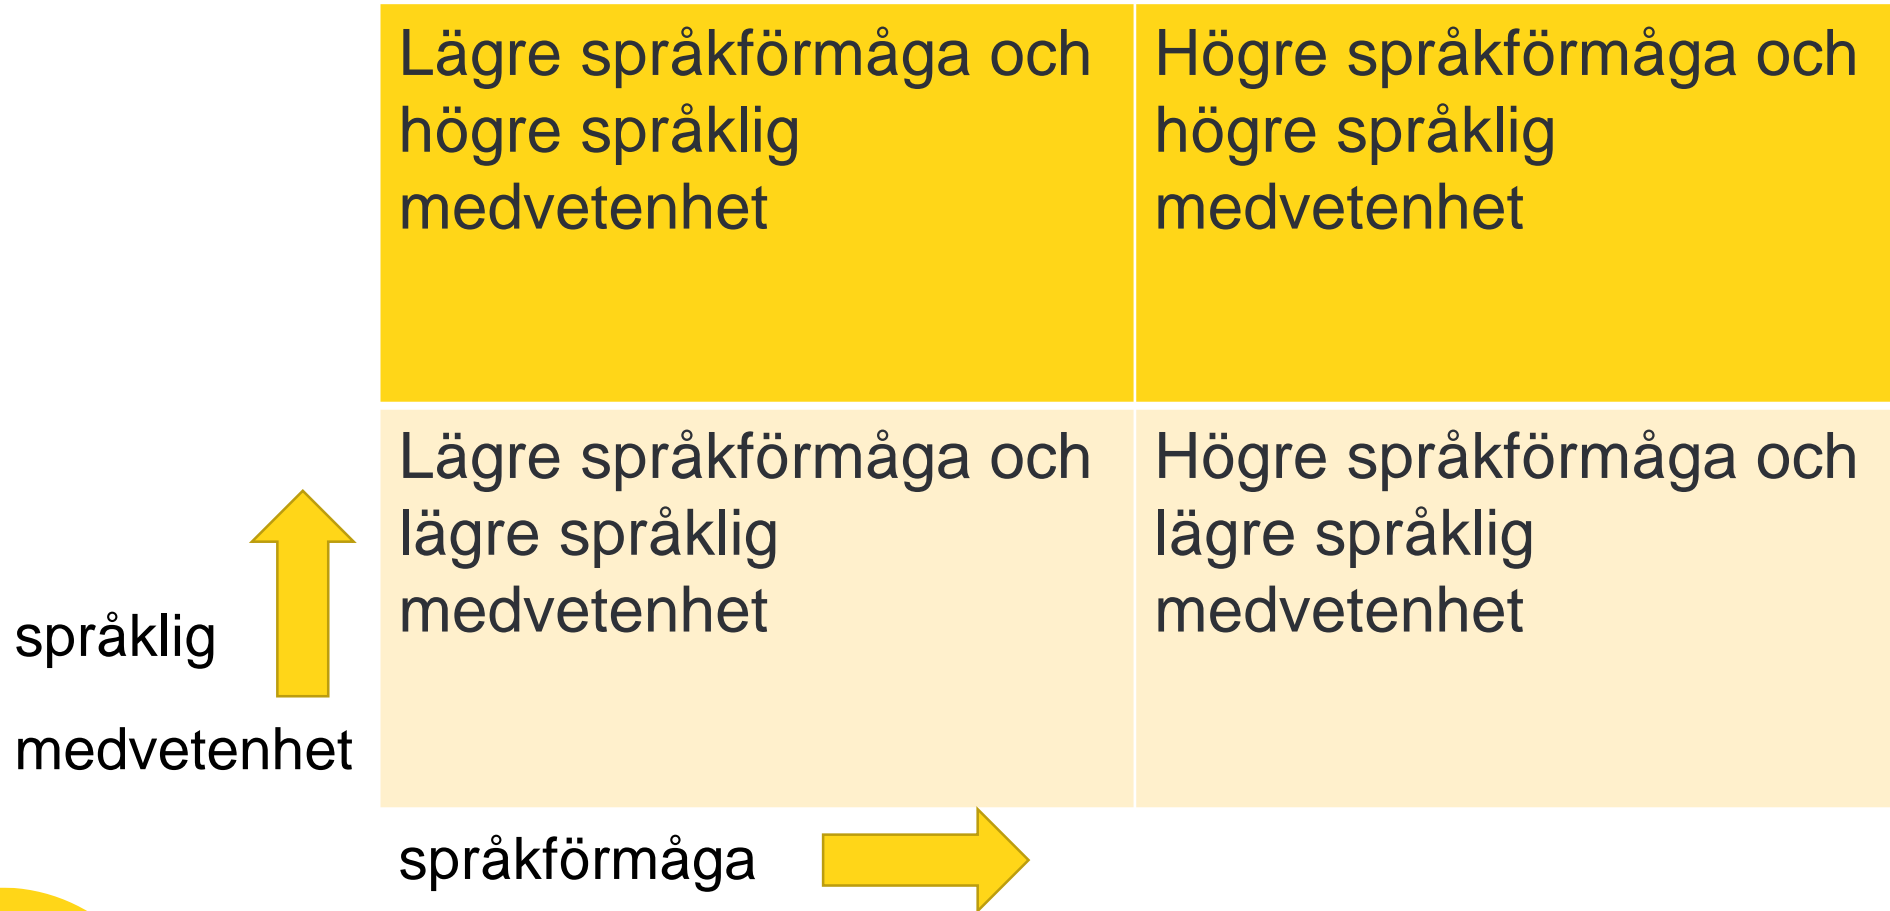 Lägre språkförmåga och
högre språklig
medvetenhet
Högre språkförmåga och
högre språklig
medvetenhet
Lägre språkförmåga och
lägre språklig
medvetenhet
Högre språkförmåga och
lägre språklig
medvetenhet
språklig
medvetenhet
språkförmåga